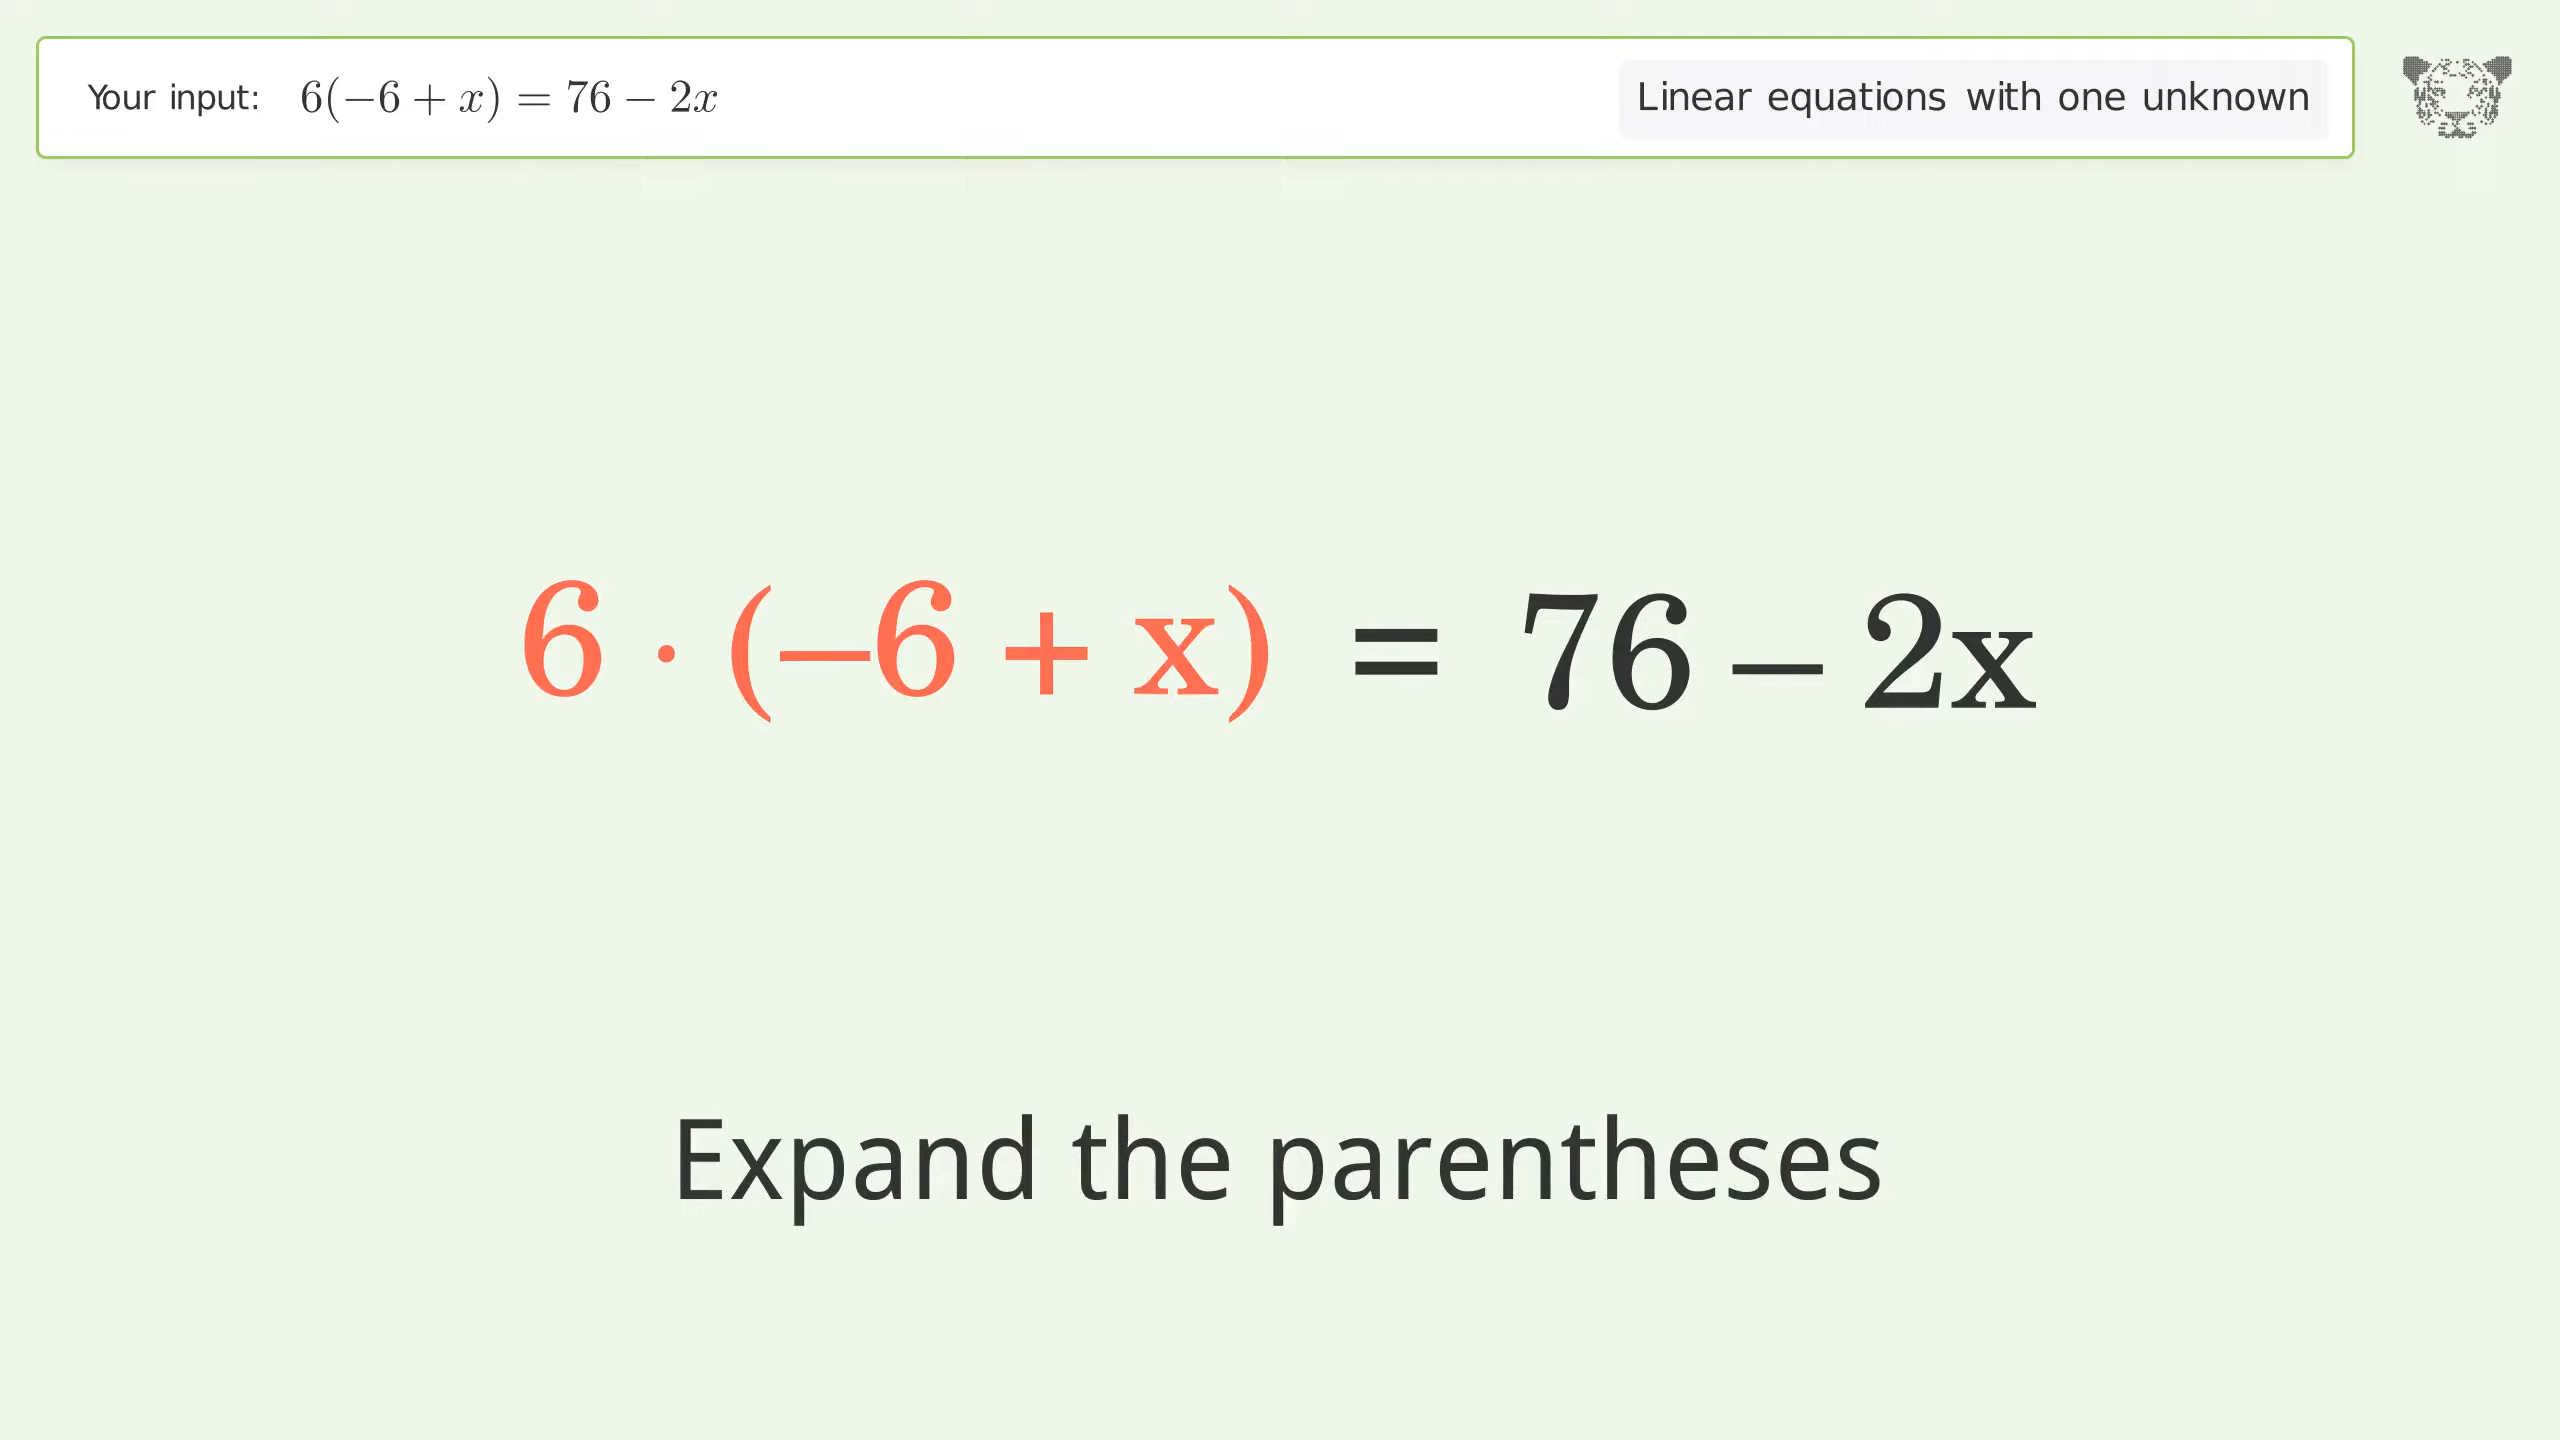 Your input: 6(−6 + x) = 76 − 2x
Linear equations with one unknown
6 · (−6 + x) = 76 − 2x
Expand the parentheses